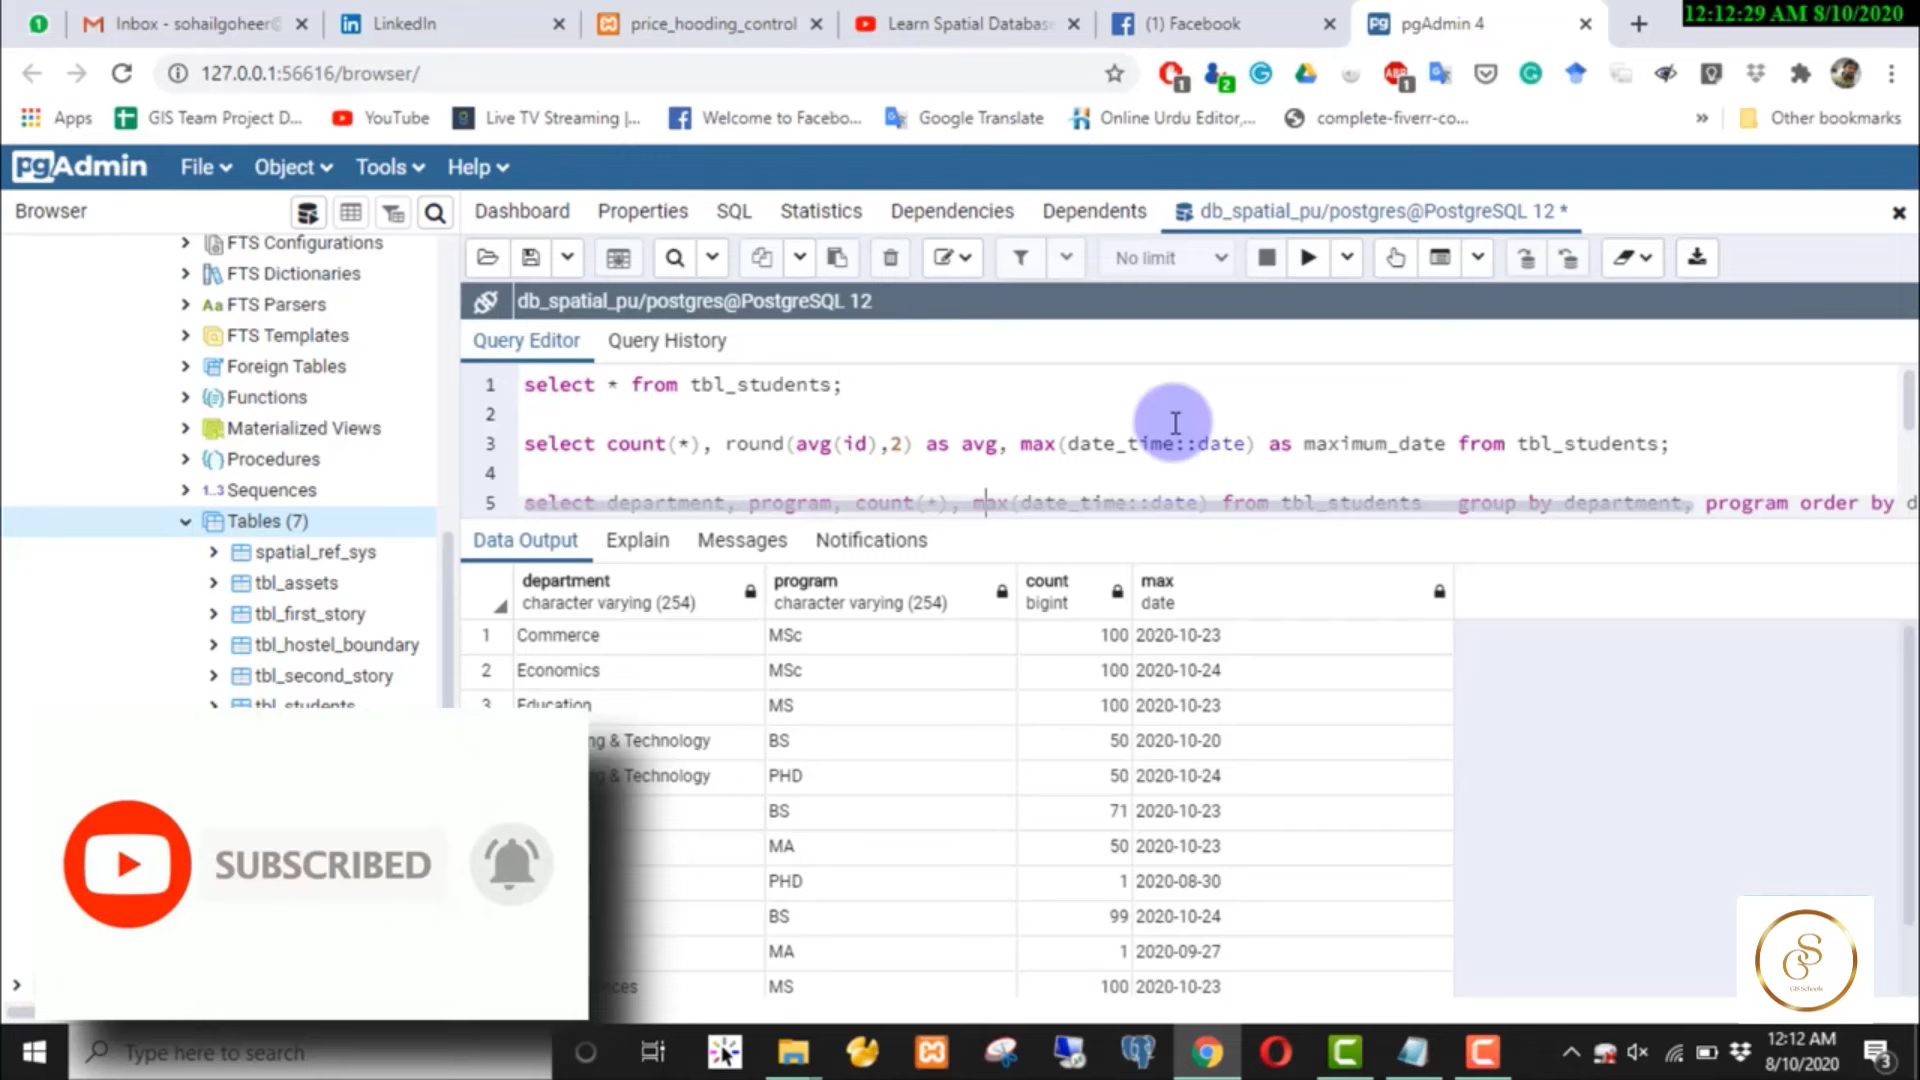 Inbox - sohailgoheer@
LinkedIn
price_hooding_control
Learn Spatial Databas
(1) Facebook
pgAdmin 4
12:12:29 AM 8/10/2020
127.0.0.1:56616/browser/
Apps
GIS Team Project D...
YouTube
Live TV Streaming |...
Welcome to Facebo...
Google Translate
Online Urdu Editor,...
complete-fiverr-co...
»
Other bookmarks
pgAdmin
File
Object
Tools
Help
Browser
Dashboard
Properties
SQL
Statistics
Dependencies
Dependents
db_spatial_pu/postgres@PostgreSQL 12 *
No limit
db_spatial_pu/postgres@PostgreSQL 12
Query Editor
Query History
FTS Configurations
FTS Dictionaries
FTS Parsers
FTS Templates
Foreign Tables
Functions
Materialized Views
Procedures
1..3 Sequences
Tables (7)
spatial_ref_sys
tbl_assets
tbl_first_story
tbl_hostel_boundary
tbl_second_story
tbl_students
1 select * from tbl_students;
2
3 select count(*), round(avg(id),2) as avg, max(date_time::date) as maximum_date from tbl_students;
4
5 select department, program, count(*), max(date_time::date) from tbl_students group by department, program order by d
Data Output
Explain
Messages
Notifications
department character varying (254)
program character varying (254)
count bigint
max date
1 Commerce MSc 100 2020-10-23
2 Economics MSc 100 2020-10-24
3 Education MS 100 2020-10-23
ng & Technology BS 50 2020-10-20
g & Technology PHD 50 2020-10-24
BS 71 2020-10-23
MA 50 2020-10-23
PHD 1 2020-08-30
BS 99 2020-10-24
MA 1 2020-09-27
nces MS 100 2020-10-23
SUBSCRIBED
GIS Schools
Type here to search
12:12 AM
8/10/2020
3